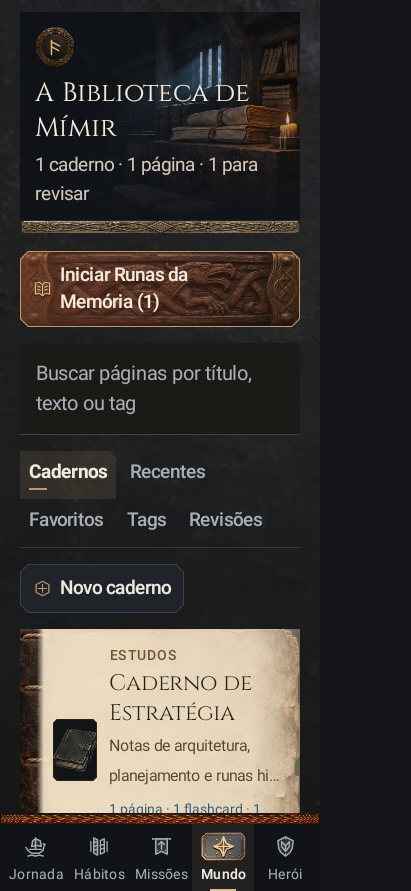 A Biblioteca de
Mímir
1 caderno · 1 página · 1 para
revisar
Iniciar Runas da
Memória (1)
Buscar páginas por título,
texto ou tag
Cadernos Recentes
Favoritos Tags Revisões
Novo caderno
ESTUDOS
Caderno de
Estratégia
Notas de arquitetura,
planejamento e runas hi...
1 página · 1 flashcard · 1
Jornada Hábitos Missões Mundo Herói